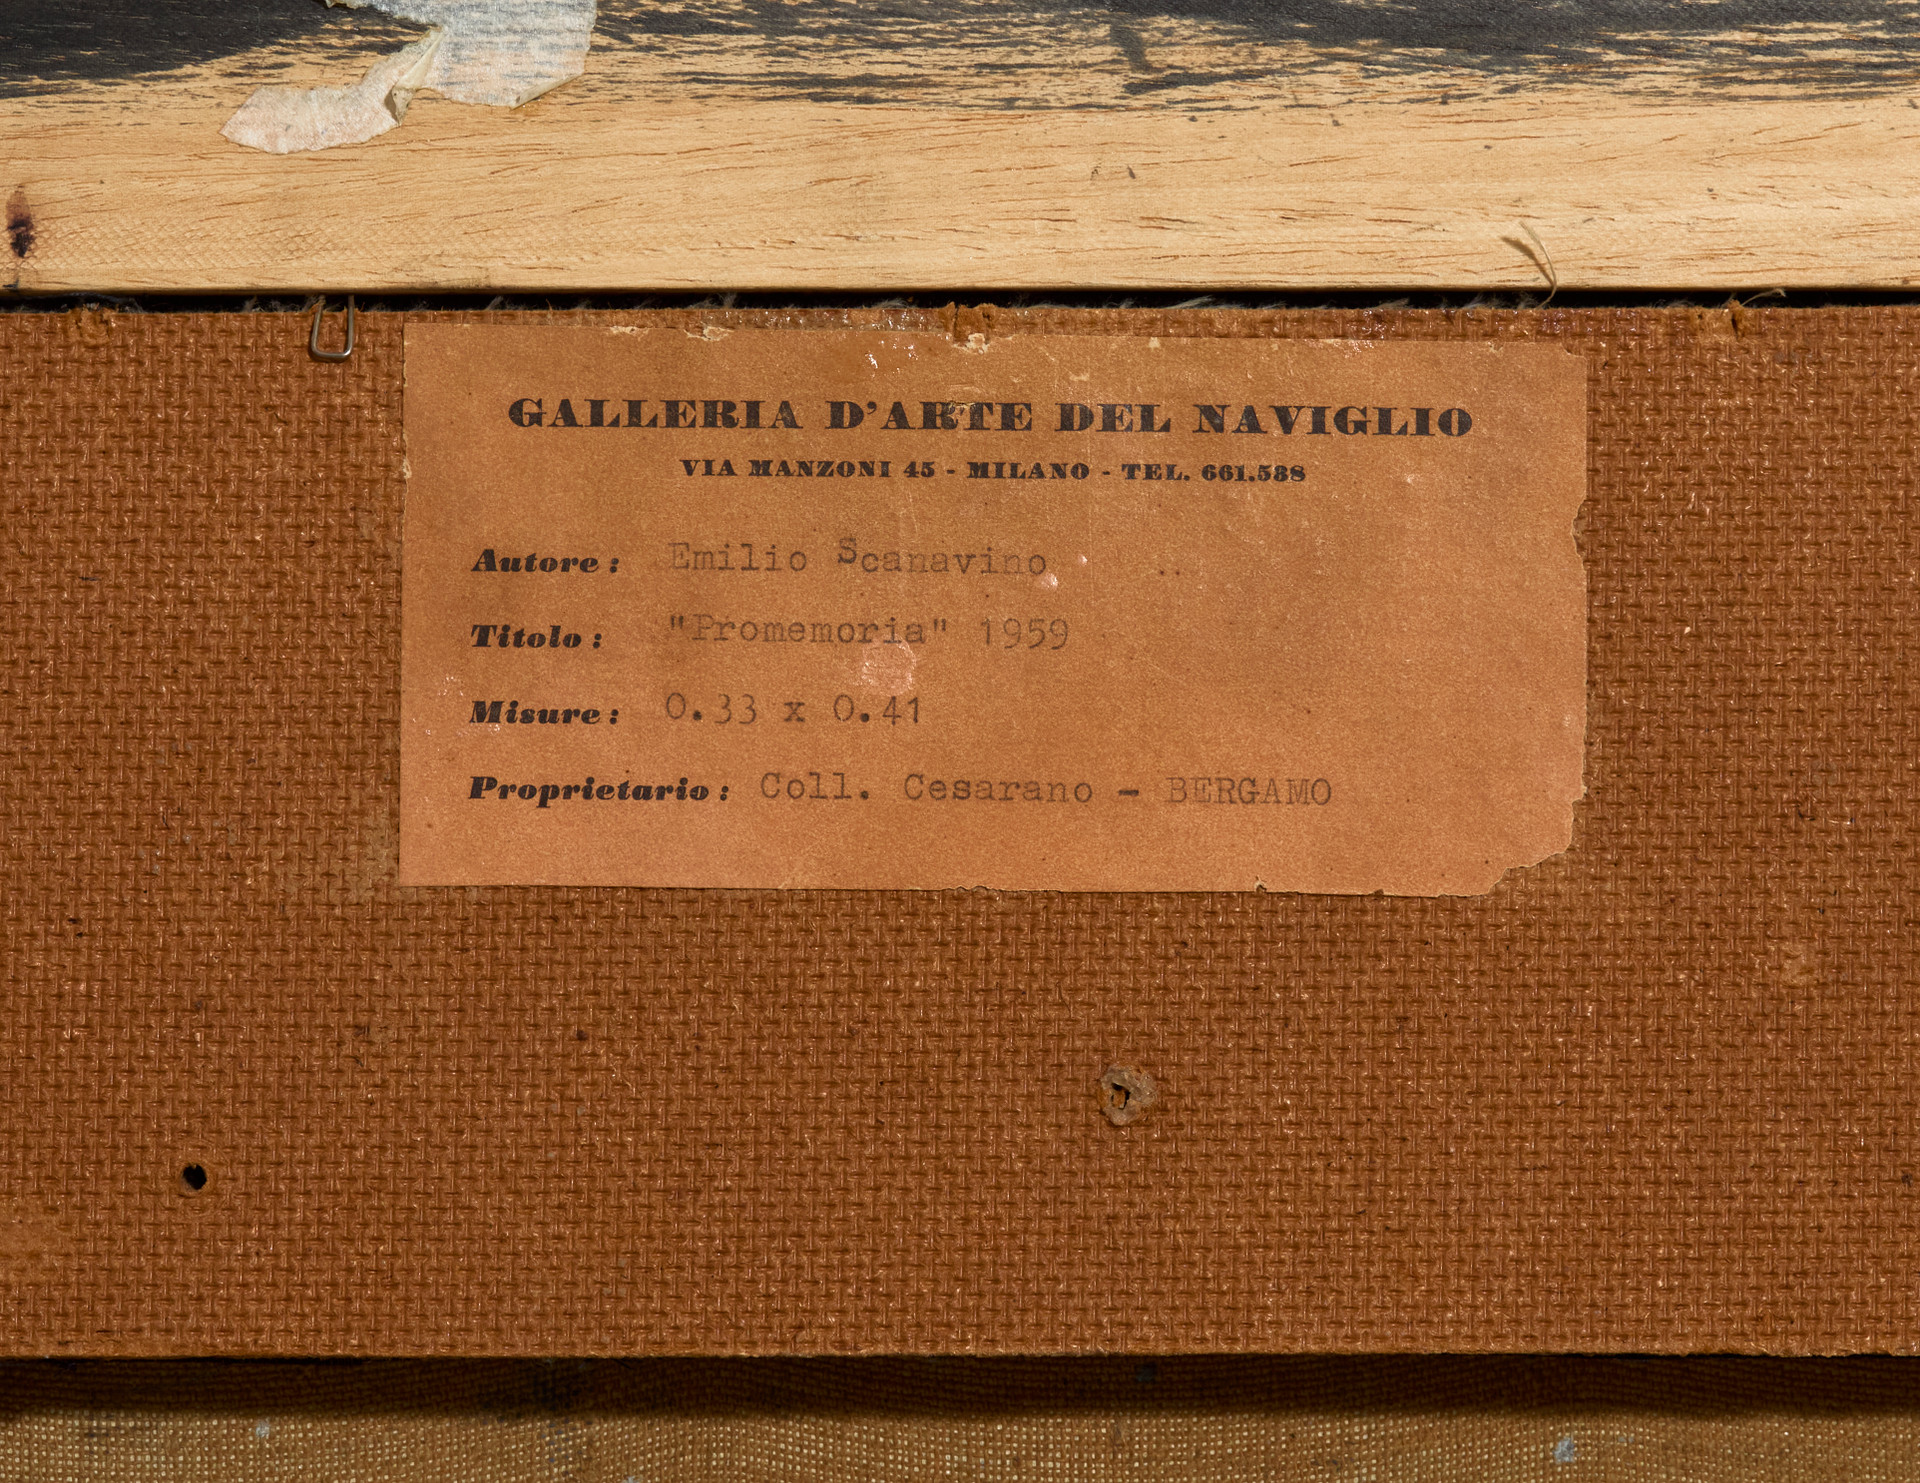 GALLERIA D'ARTE DEL NAVIGLIO
VIA MANZONI 45 - MILANO - TEL. 661.538
Autore: Emilio Scanavino
Titolo: "Promemoria" 1959
Misure: 0.33 x 0.41
Proprietario: Coll. Cesarano - BERGAMO